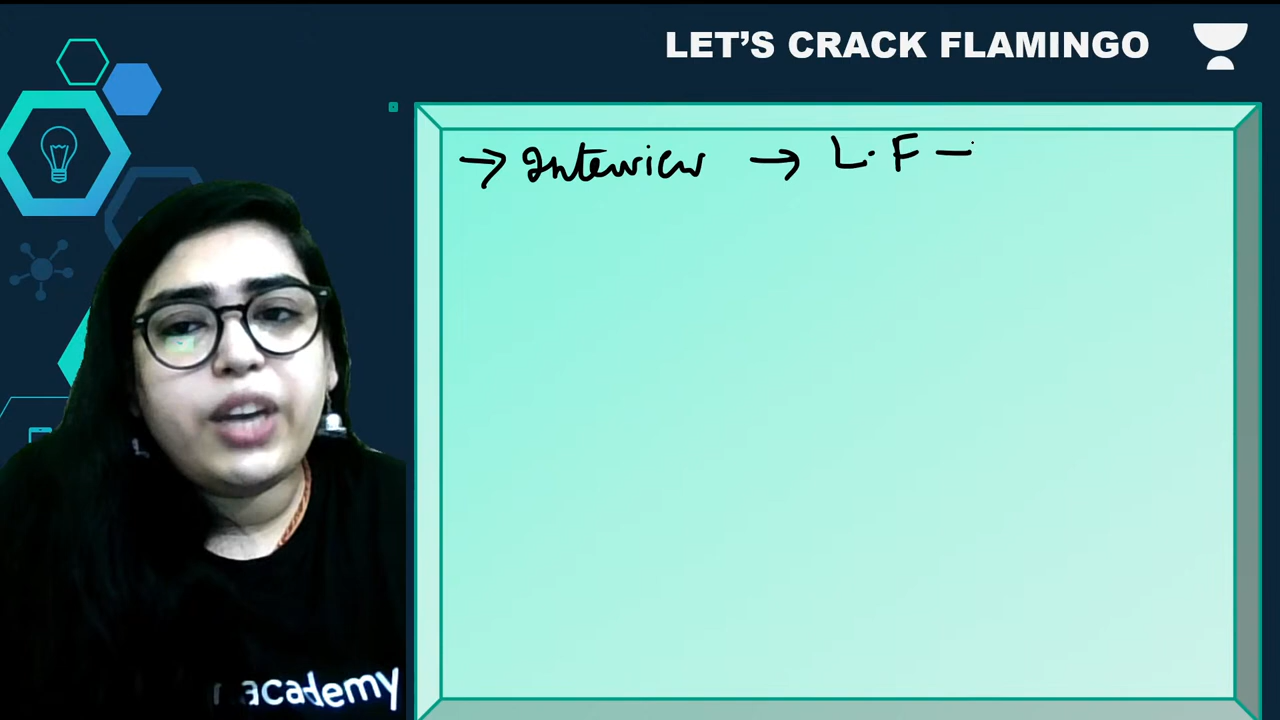 LET'S CRACK FLAMINGO
→ Interview → L.F -
academy